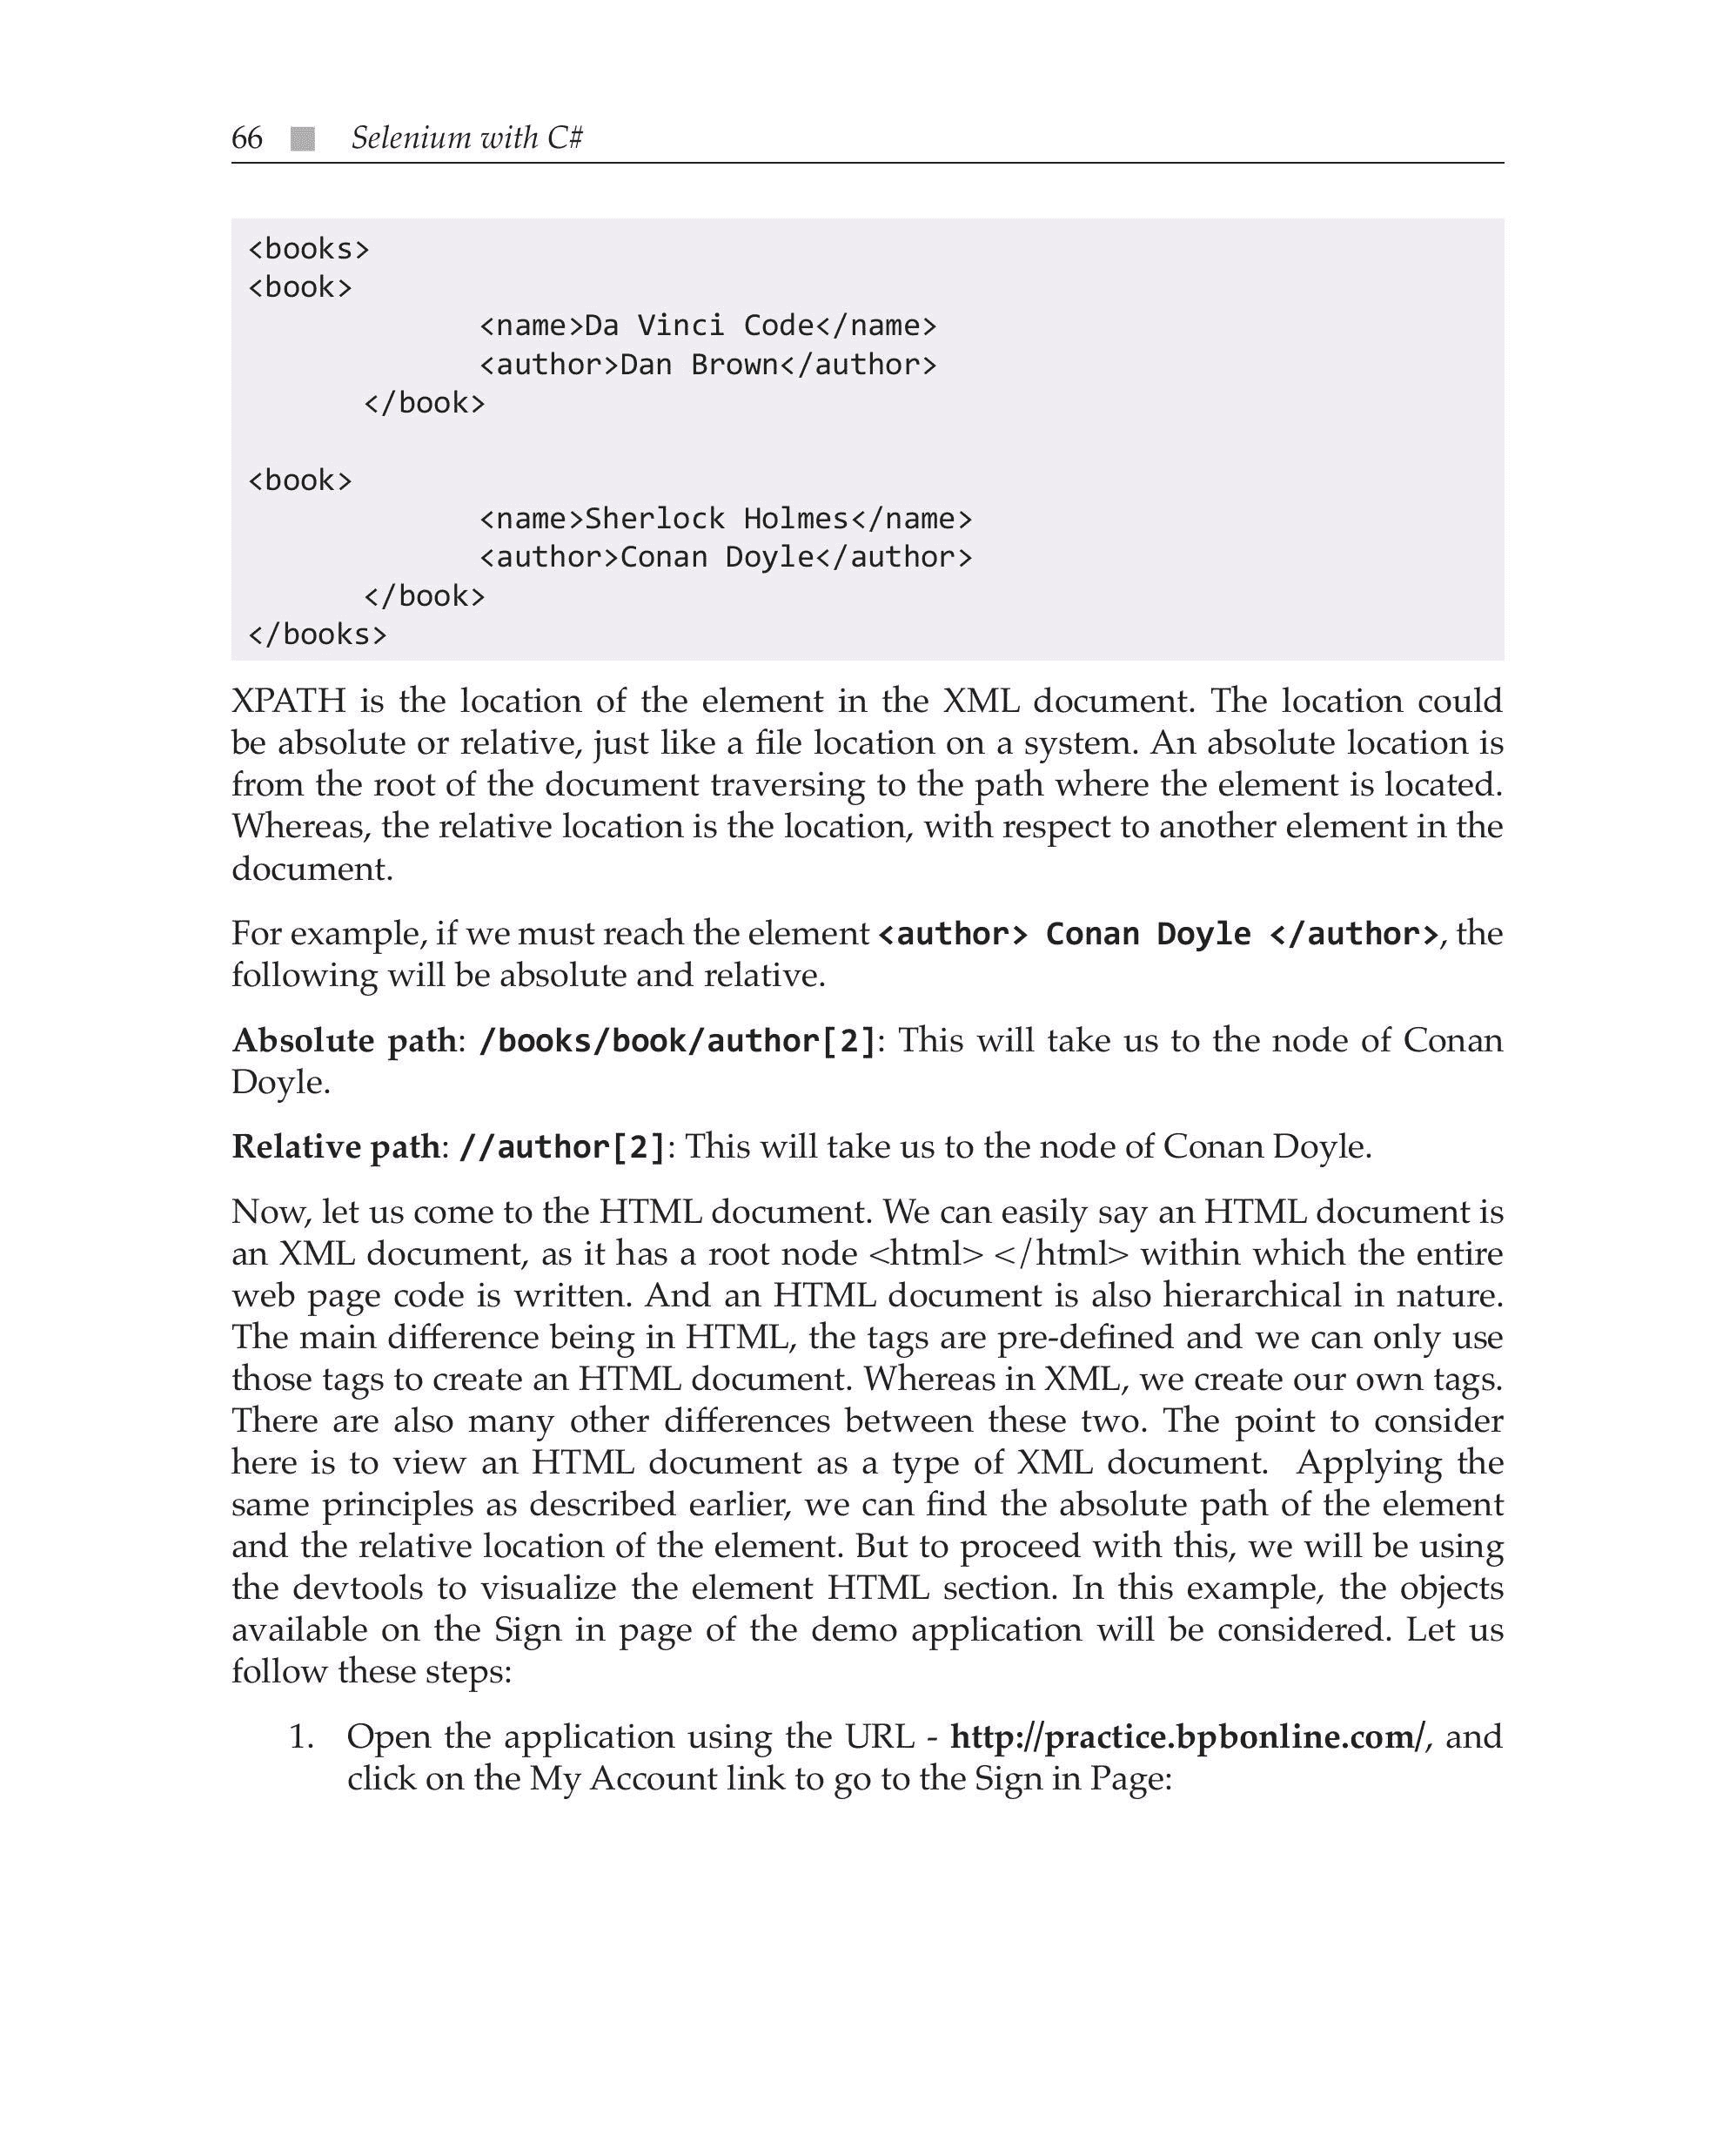 66 Selenium with C#
<books>
<book>
<name>Da Vinci Code</name>
<author>Dan Brown</author>
</book>
<book>
<name>Sherlock Holmes</name>
<author>Conan Doyle</author>
</book>
</books>
XPATH is the location of the element in the XML document. The location could
be absolute or relative, just like a file location on a system. An absolute location is
from the root of the document traversing to the path where the element is located.
Whereas, the relative location is the location, with respect to another element in the
document.
For example, if we must reach the element <author> Conan Doyle </author>, the
following will be absolute and relative.
Absolute path: /books/book/author[2]: This will take us to the node of Conan
Doyle.
Relative path: //author[2]: This will take us to the node of Conan Doyle.
Now, let us come to the HTML document. We can easily say an HTML document is
an XML document, as it has a root node <html> </html> within which the entire
web page code is written. And an HTML document is also hierarchical in nature.
The main difference being in HTML, the tags are pre-defined and we can only use
those tags to create an HTML document. Whereas in XML, we create our own tags.
There are also many other differences between these two. The point to consider
here is to view an HTML document as a type of XML document. Applying the
same principles as described earlier, we can find the absolute path of the element
and the relative location of the element. But to proceed with this, we will be using
the devtools to visualize the element HTML section. In this example, the objects
available on the Sign in page of the demo application will be considered. Let us
follow these steps:
1. Open the application using the URL - http://practice.bpbonline.com/, and
click on the My Account link to go to the Sign in Page: